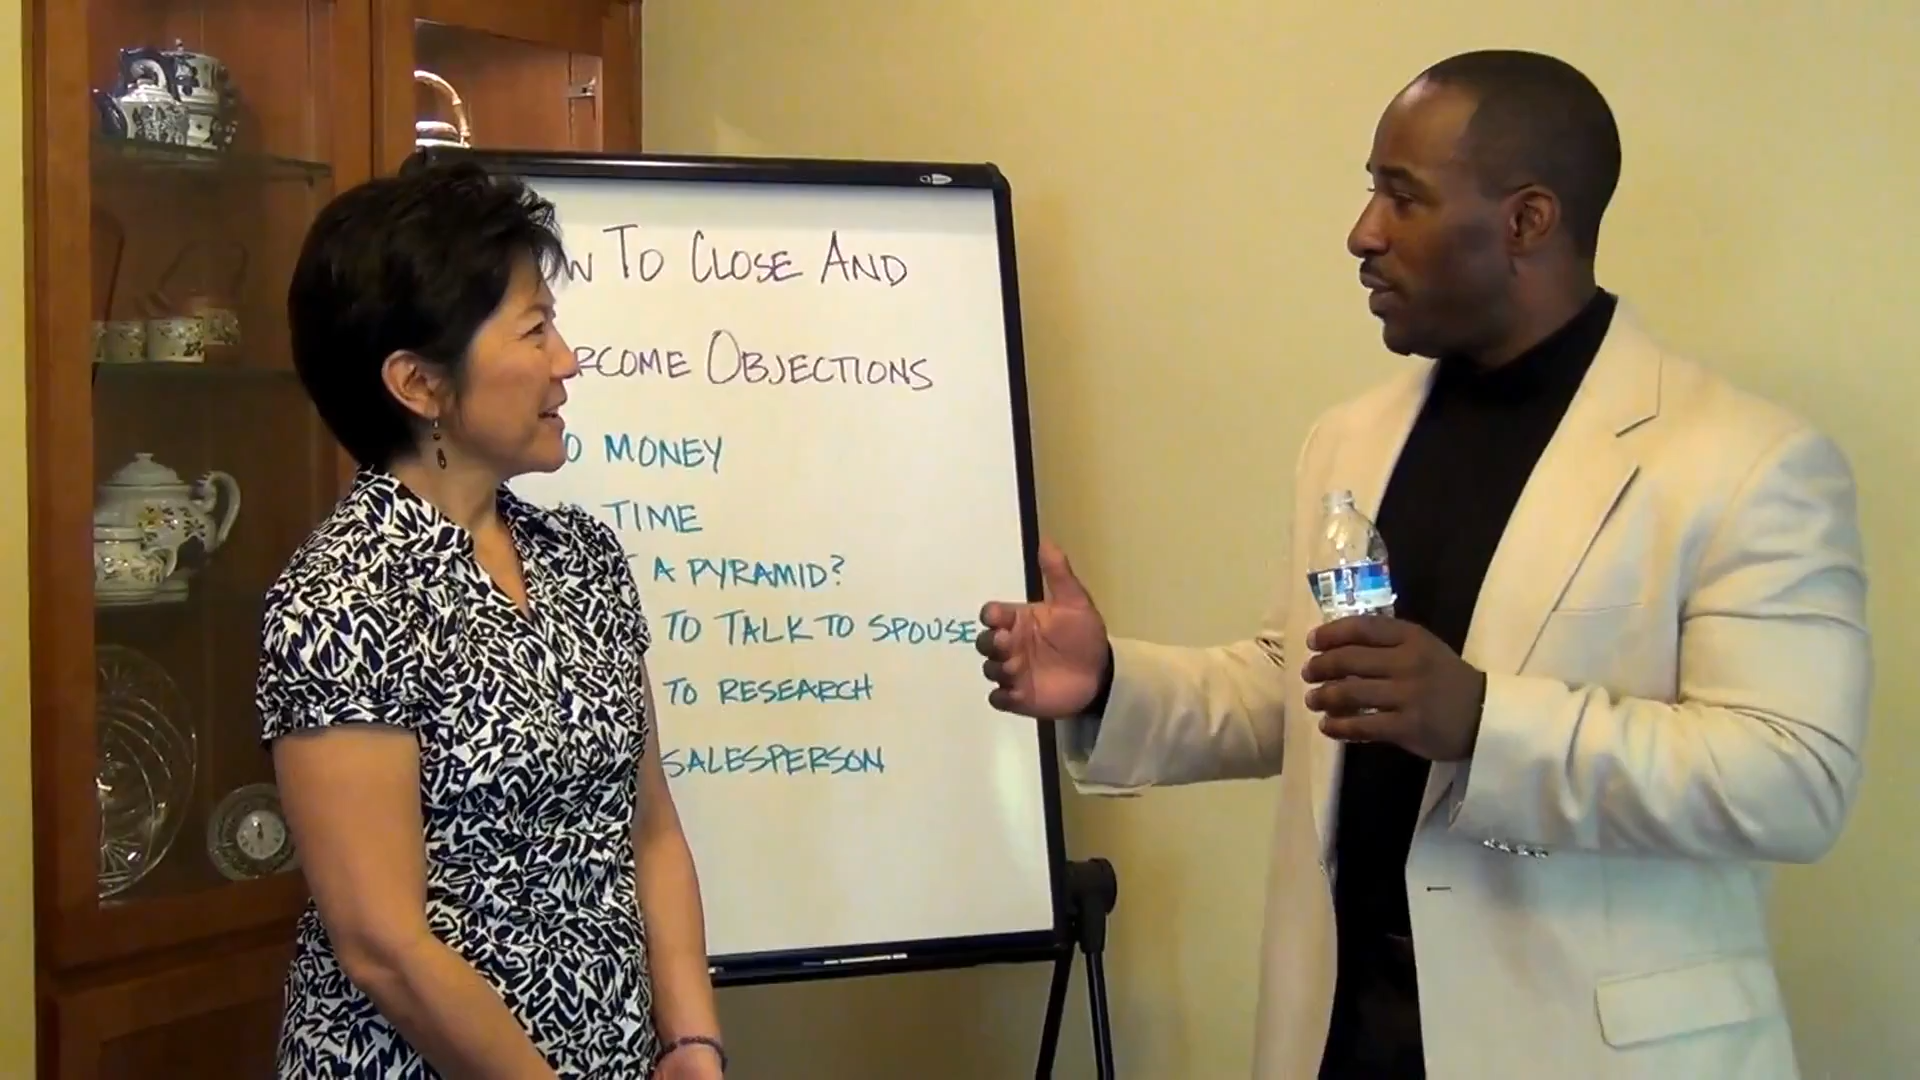 TO CLOSE AND
OBJECTIONS
MONEY
TIME
A PYRAMID?
TO TALK TO SPOUSE
TO RESEARCH
SALESPERSON